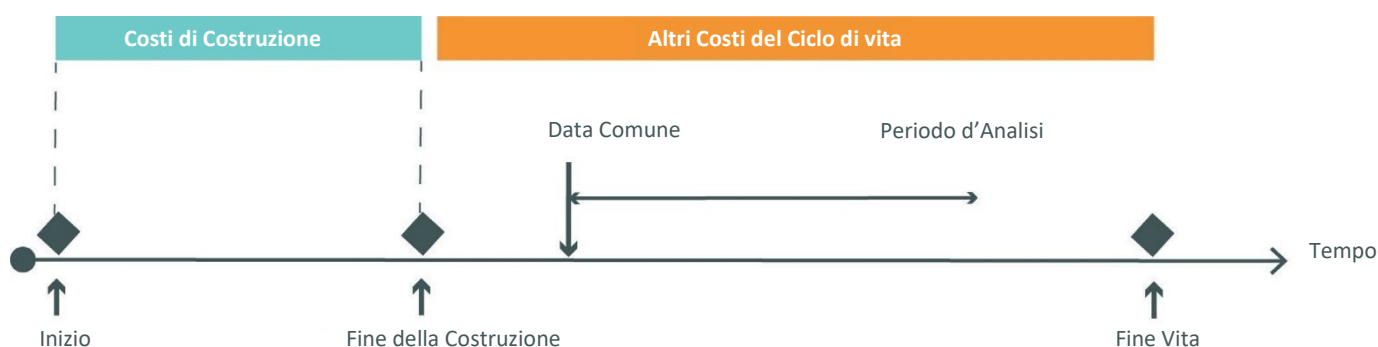 Costi di Costruzione
Altri Costi del Ciclo di vita
Data Comune
Periodo d’Analisi
Tempo
Inizio
Fine della Costruzione
Fine Vita